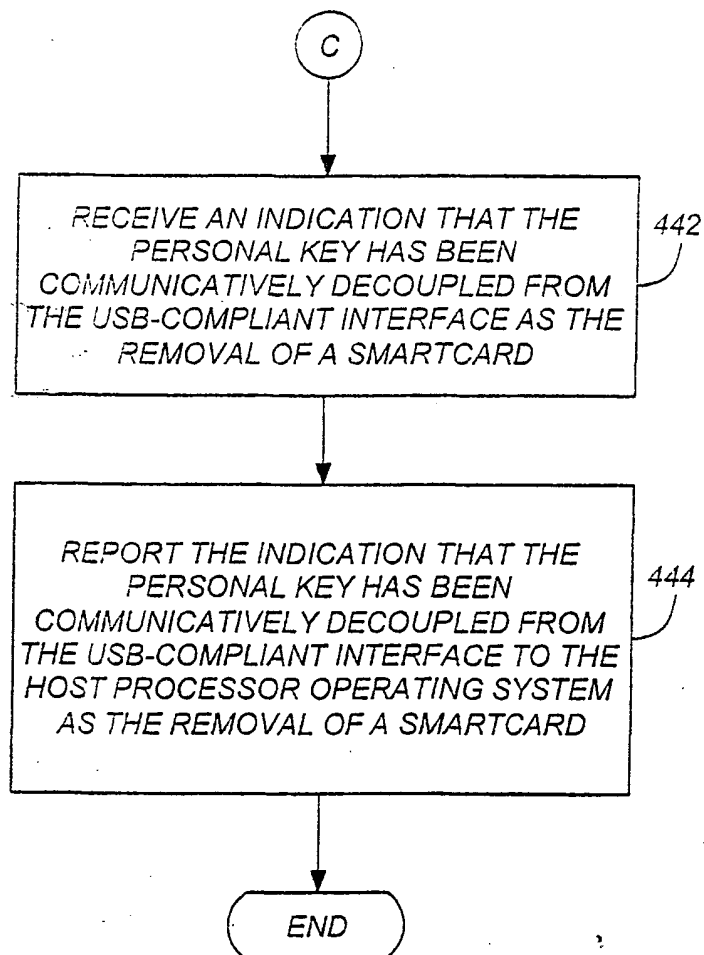 C
RECEIVE AN INDICATION THAT THE
PERSONAL KEY HAS BEEN
COMMUNICATIVELY DECOUPLED FROM
THE USB-COMPLIANT INTERFACE AS THE
REMOVAL OF A SMARTCARD
442
REPORT THE INDICATION THAT THE
PERSONAL KEY HAS BEEN
COMMUNICATIVELY DECOUPLED FROM
THE USB-COMPLIANT INTERFACE TO THE
HOST PROCESSOR OPERATING SYSTEM
AS THE REMOVAL OF A SMARTCARD
444
END